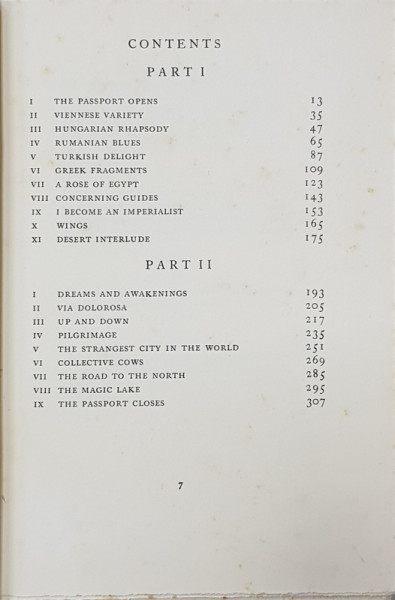 CONTENTS
PART I
I THE PASSPORT OPENS 13
II VIENNESE VARIETY 35
III HUNGARIAN RHAPSODY 47
IV RUMANIAN BLUES 65
V TURKISH DELIGHT 87
VI GREEK FRAGMENTS 109
VII A ROSE OF EGYPT 123
VIII CONCERNING GUIDES 143
IX I BECOME AN IMPERIALIST 153
X WINGS 165
XI DESERT INTERLUDE 175
PART II
I DREAMS AND AWAKENINGS 193
II VIA DOLOROSA 205
III UP AND DOWN 217
IV PILGRIMAGE 235
V THE STRANGEST CITY IN THE WORLD 251
VI COLLECTIVE COWS 269
VII THE ROAD TO THE NORTH 285
VIII THE MAGIC LAKE 295
IX THE PASSPORT CLOSES 307
7